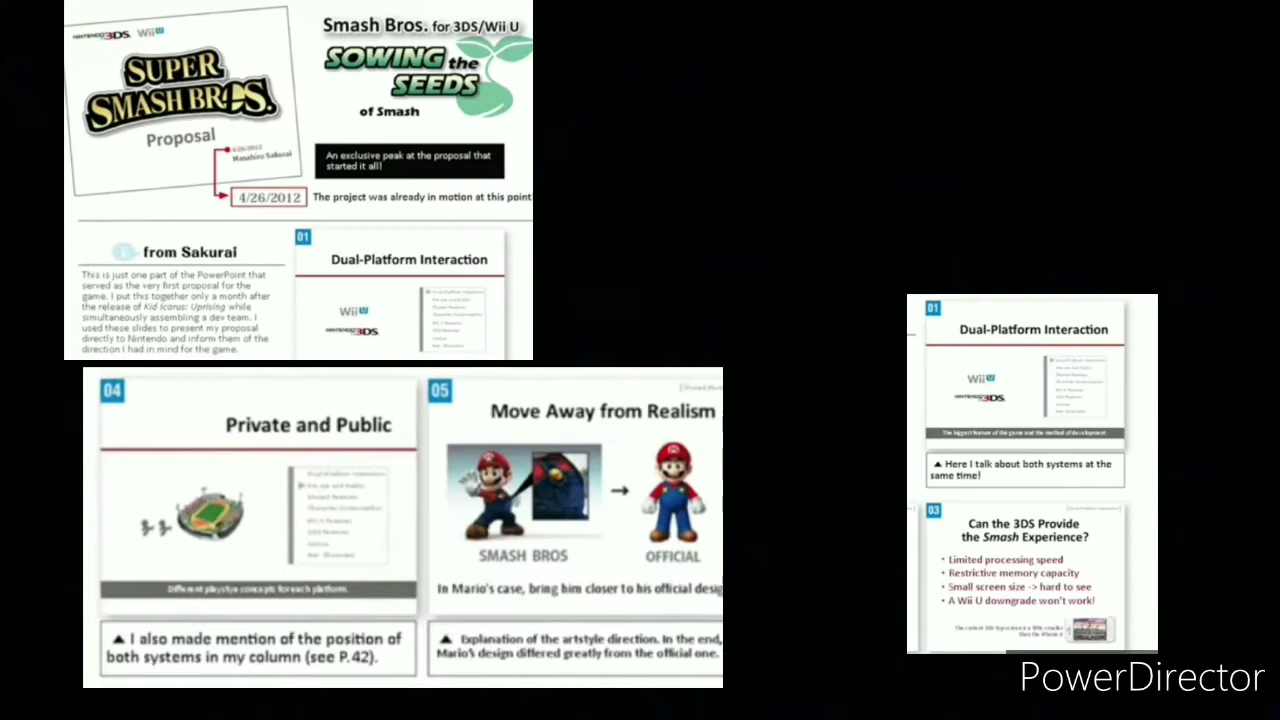 NINTENDO 3DS Wii U
SUPER
SMASH BROS.
Proposal
4/26/2012
Masahiro Sakurai
4/26/2012
Smash Bros. for 3DS/Wii U
SOWING the
SEEDS
of Smash
An exclusive peak at the proposal that
started it all!
The project was already in motion at this point
from Sakurai
This is just one part of the PowerPoint that
served as the very first proposal for the
game. I put this together only a month after
the release of Kid Icarus: Uprising while
simultaneously assembling a dev team. I
used these slides to present my proposal
directly to Nintendo and inform them of the
direction I had in mind for the game.
01
Dual-Platform Interaction
Wii U
NINTENDO 3DS
04
Private and Public
Different playstye concepts for each platform.
▲ I also made mention of the position of
both systems in my column (see P.42).
05
Move Away from Realism
SMASH BROS → OFFICIAL
In Mario's case, bring him closer to his official desig
▲ Explanation of the artstyle direction. In the end,
Mario's design differed greatly from the official one.
01
Dual-Platform Interaction
Wii U
NINTENDO 3DS
The biggest feature of this game and the method of development
▲ Here I talk about both systems at the
same time!
03
Can the 3DS Provide
the Smash Experience?
• Limited processing speed
• Restrictive memory capacity
• Small screen size -> hard to see
• A Wii U downgrade won't work!
PowerDirector